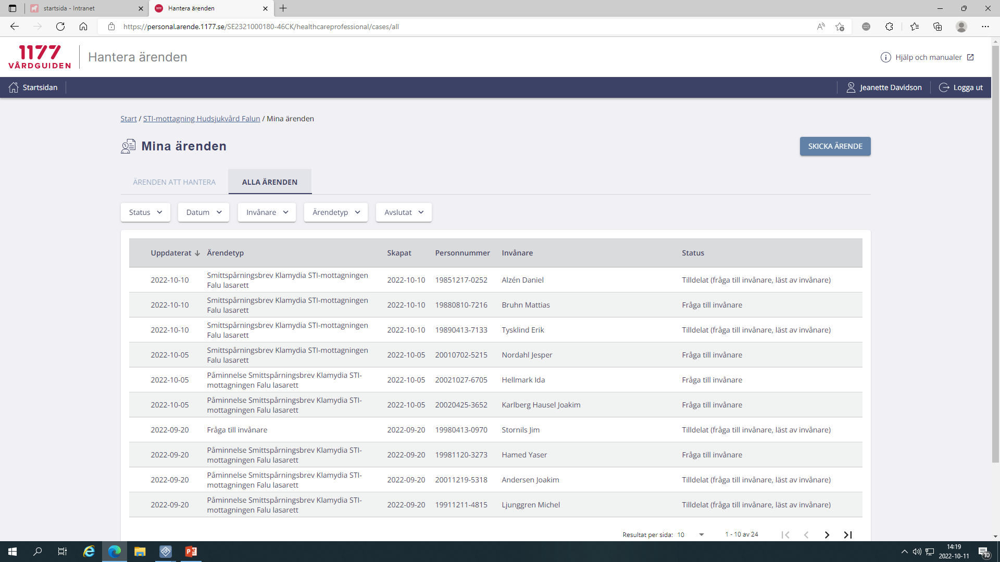 startsida - Intranet
1177 Hantera ärenden
https://personal.arende.1177.se/SE2321000180-46CK/healthcareprofessional/cases/all
1177
VÅRDGUIDEN
Hantera ärenden
Hjälp och manualer
Startsidan
Jeanette Davidson
Logga ut
Start / STI-mottagning Hudsjukvård Falun / Mina ärenden
Mina ärenden
SKICKA ÄRENDE
ÄRENDEN ATT HANTERA
ALLA ÄRENDEN
Status
Datum
Invånare
Ärendetyp
Avslutat
Uppdaterat Ärendetyp Skapat Personnummer Invånare Status
2022-10-10 Smittspårningsbrev Klamydia STI-mottagningen 2022-10-10 19851217-0252 Alzén Daniel Tilldelat (fråga till invånare, läst av invånare)
Falu lasarett
2022-10-10 Smittspårningsbrev Klamydia STI-mottagningen 2022-10-10 19880810-7216 Bruhn Mattias Fråga till invånare
Falu lasarett
2022-10-10 Smittspårningsbrev Klamydia STI-mottagningen 2022-10-10 19890413-7133 Tysklind Erik Tilldelat (fråga till invånare, läst av invånare)
Falu lasarett
2022-10-05 Smittspårningsbrev Klamydia STI-mottagningen 2022-10-05 20010702-5215 Nordahl Jesper Fråga till invånare
Falu lasarett
2022-10-05 Påminnelse Smittspårningsbrev Klamydia STI- 2022-10-05 20021027-6705 Hellmark Ida Fråga till invånare
mottagningen Falu lasarett
2022-10-05 Påminnelse Smittspårningsbrev Klamydia STI- 2022-10-05 20020425-3652 Karlberg Hausel Joakim Fråga till invånare
mottagningen Falu lasarett
2022-09-20 Fråga till invånare 2022-09-20 19980413-0970 Stornils Jim Tilldelat (fråga till invånare, läst av invånare)
2022-09-20 Påminnelse Smittspårningsbrev Klamydia STI- 2022-09-20 19981120-3273 Hamed Yaser Fråga till invånare
mottagningen Falu lasarett
2022-09-20 Påminnelse Smittspårningsbrev Klamydia STI- 2022-09-20 20011219-5318 Andersen Joakim Tilldelat (fråga till invånare, läst av invånare)
mottagningen Falu lasarett
2022-09-20 Påminnelse Smittspårningsbrev Klamydia STI- 2022-09-20 19911211-4815 Ljunggren Michel Tilldelat (fråga till invånare, läst av invånare)
mottagningen Falu lasarett
Resultat per sida: 10 1 - 10 av 24
14:19
2022-10-11
10